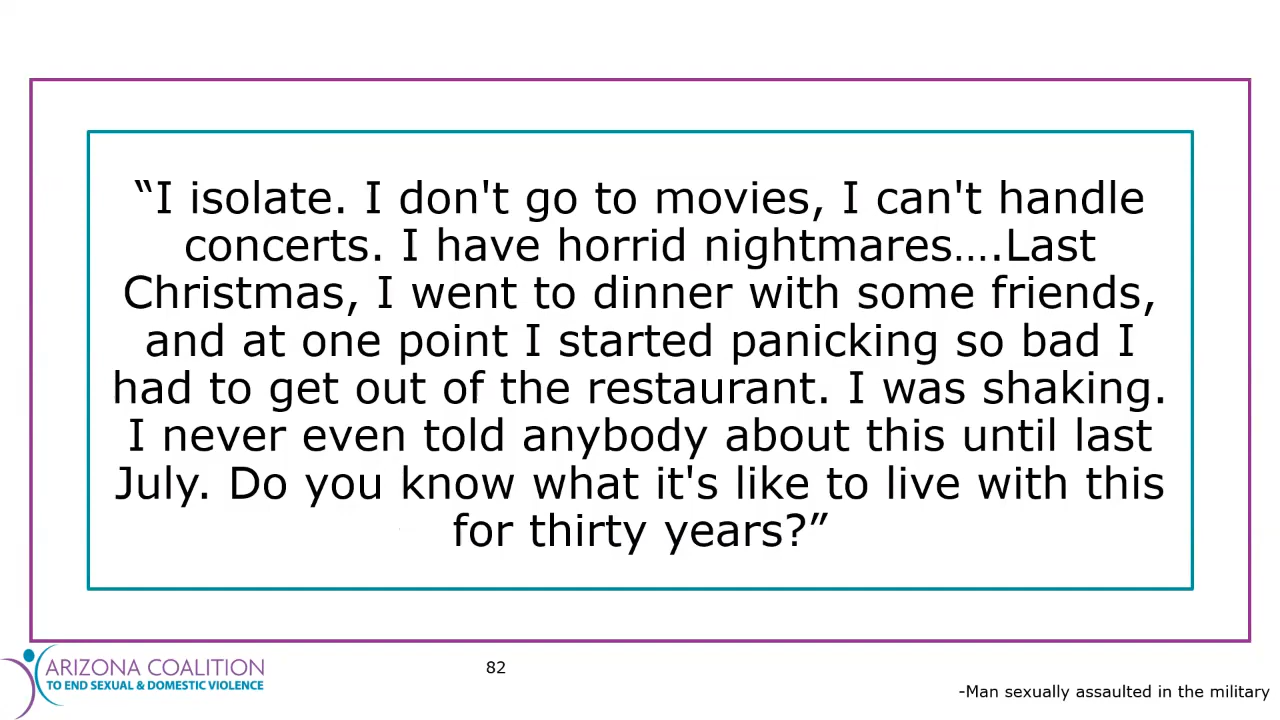 “I isolate. I don't go to movies, I can't handle
concerts. I have horrid nightmares….Last
Christmas, I went to dinner with some friends,
and at one point I started panicking so bad I
had to get out of the restaurant. I was shaking.
I never even told anybody about this until last
July. Do you know what it's like to live with this
for thirty years?”
ARIZONA COALITION
TO END SEXUAL & DOMESTIC VIOLENCE
82
-Man sexually assaulted in the military